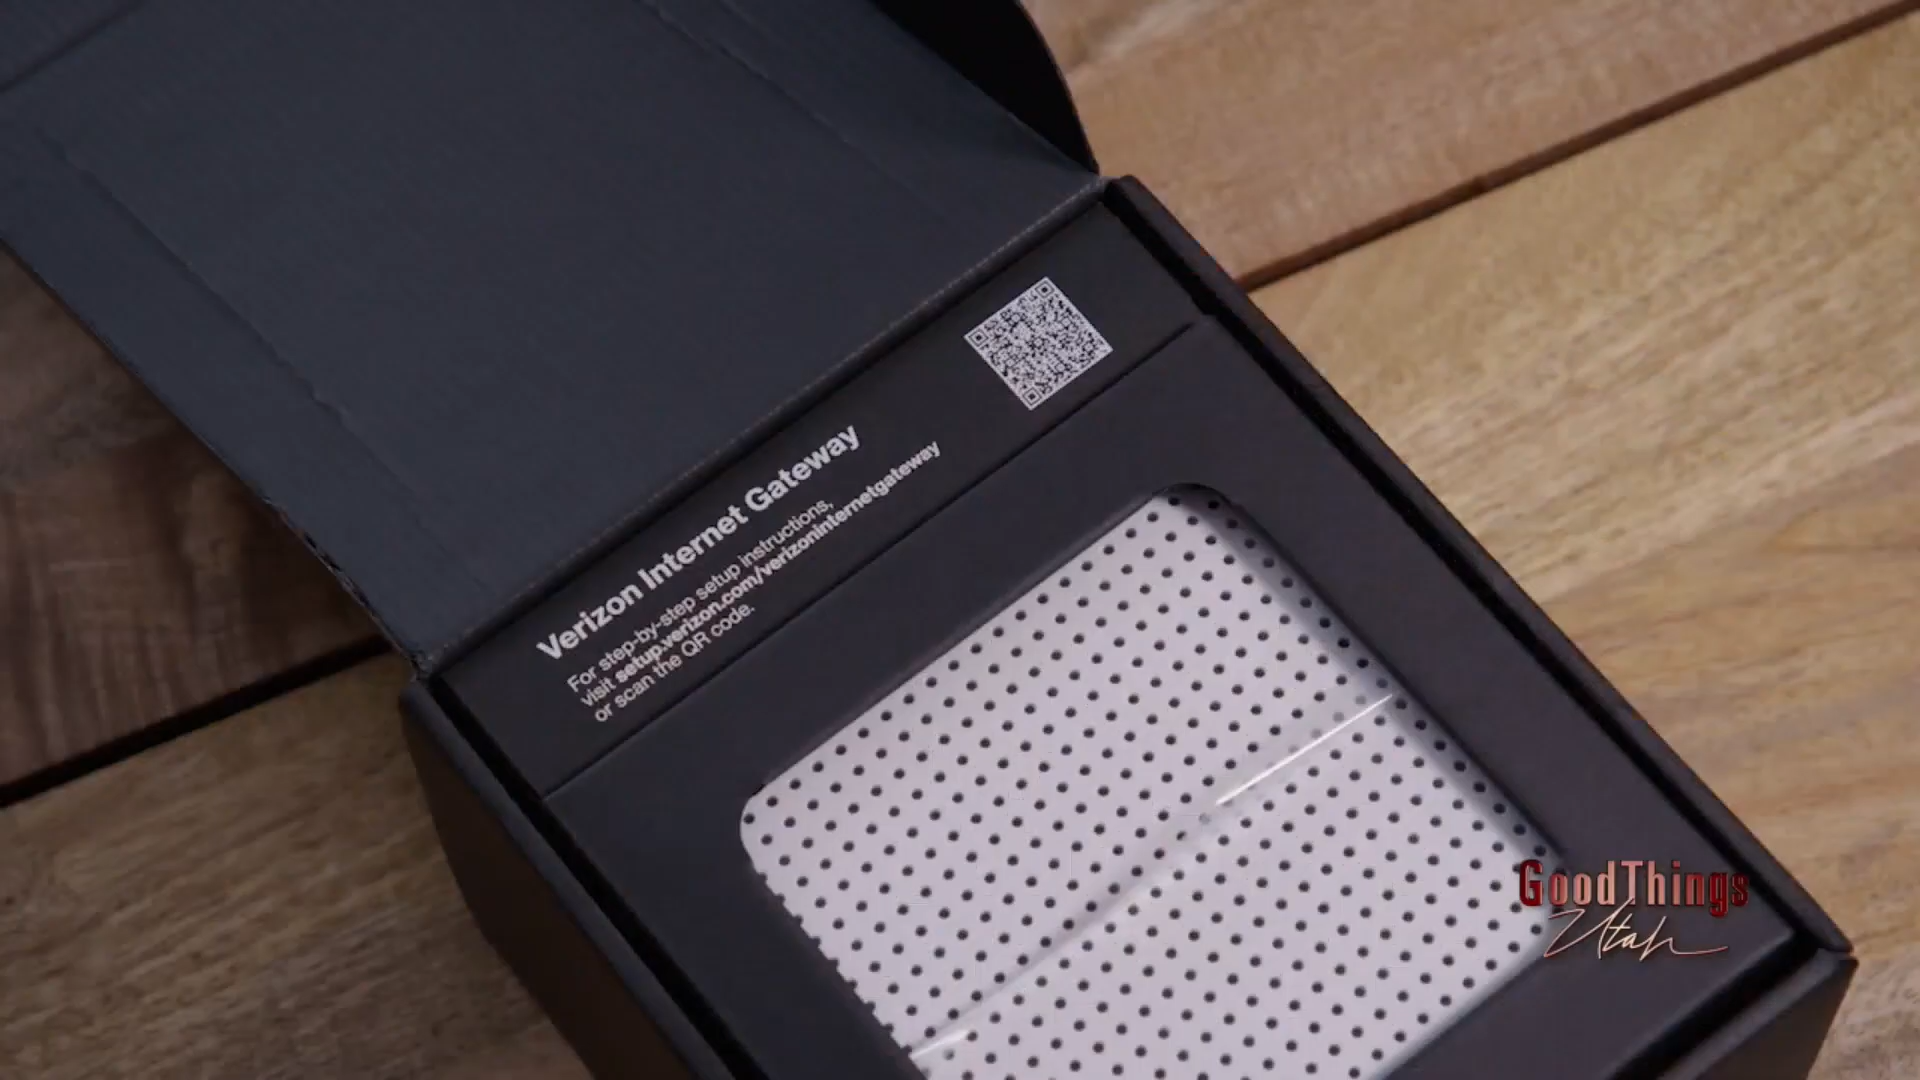 Verizon Internet Gateway
For step-by-step setup instructions,
visit setup.verizon.com/verizoninternetgateway
or scan the QR code.
GoodThings
Utah